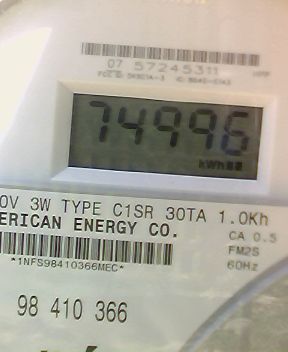 07 57245311
74996
kWh
0V 3W TYPE C1SR 30TA 1.0Kh
ERICAN ENERGY CO.
CA 0.5
FM2S
*1NFS98410366MEC*
60Hz
98 410 366